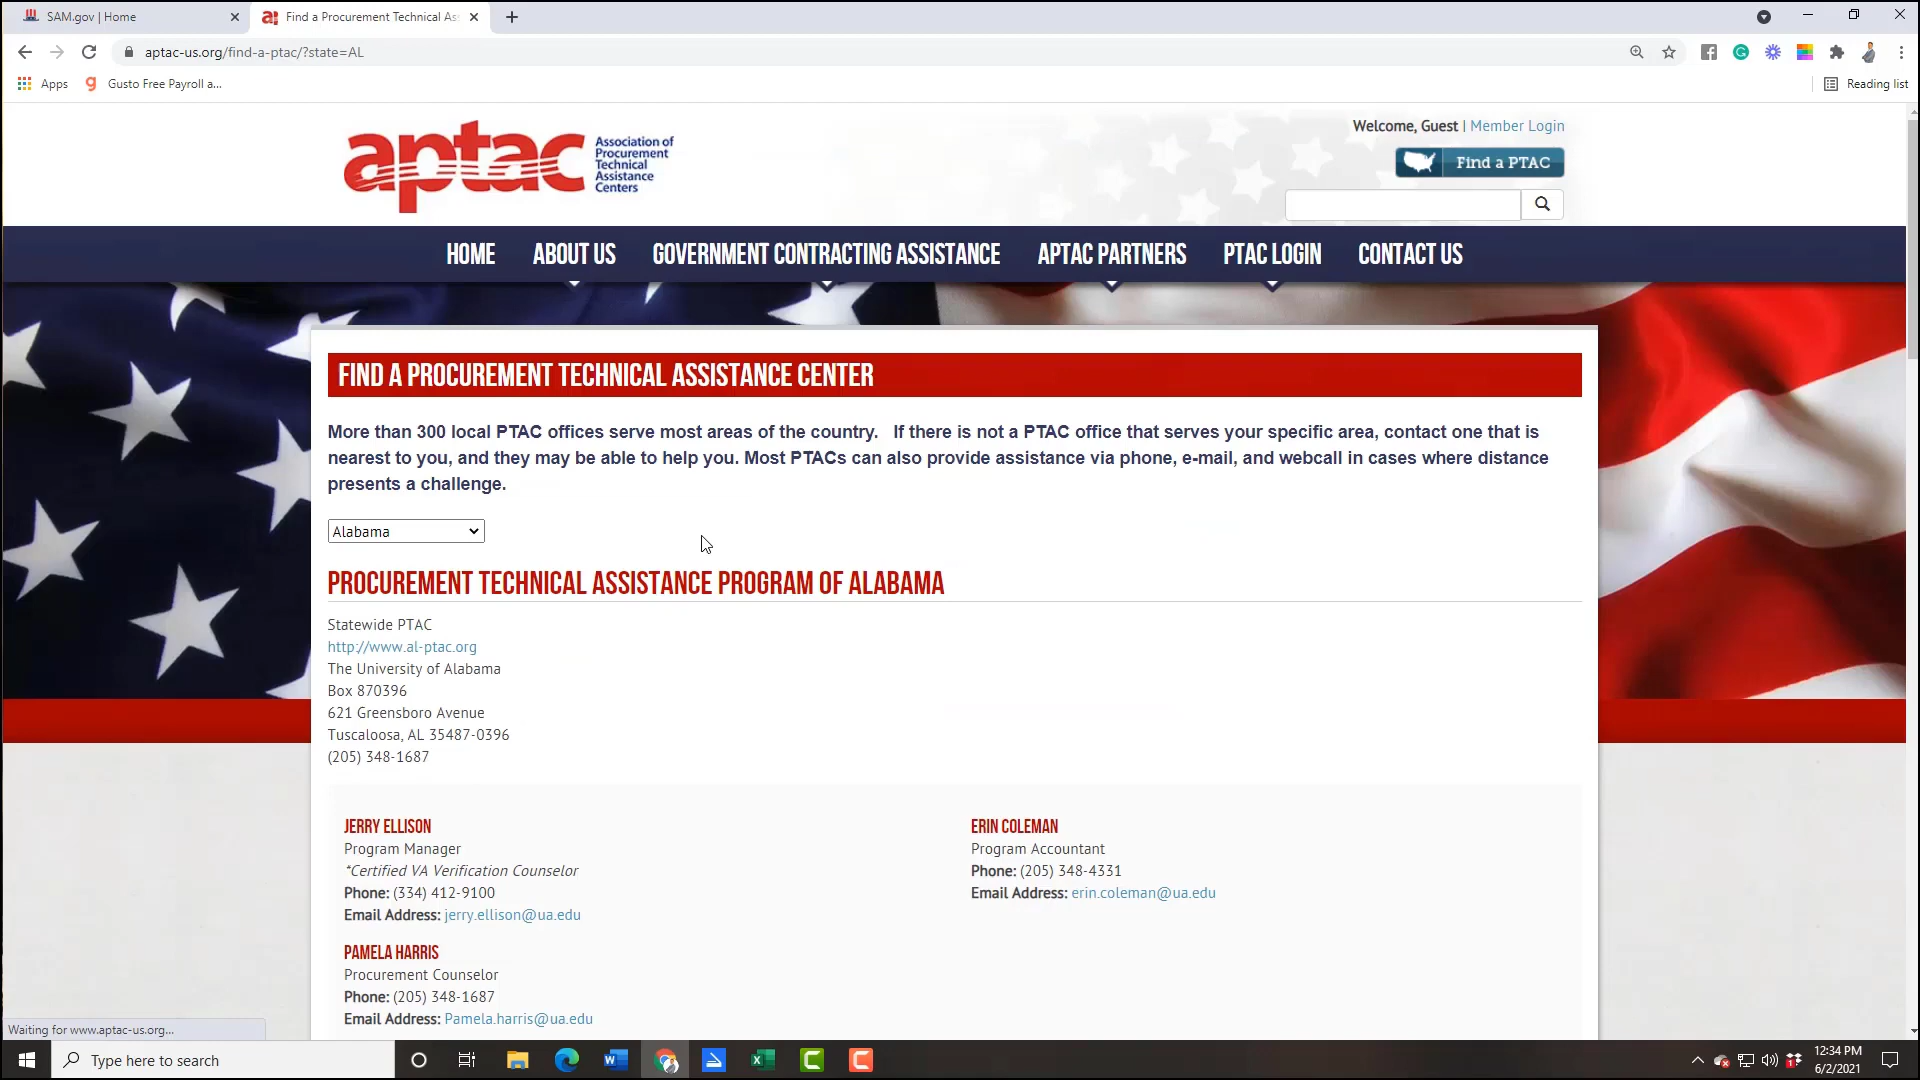 SAM.gov | Home
Find a Procurement Technical As
aptac-us.org/find-a-ptac/?state=AL
Apps
Gusto Free Payroll a...
Reading list
aptac
Association of
Procurement
Technical
Assistance
Centers
Welcome, Guest | Member Login
Find a PTAC
HOME ABOUT US GOVERNMENT CONTRACTING ASSISTANCE APTAC PARTNERS PTAC LOGIN CONTACT US
FIND A PROCUREMENT TECHNICAL ASSISTANCE CENTER
More than 300 local PTAC offices serve most areas of the country. If there is not a PTAC office that serves your specific area, contact one that is
nearest to you, and they may be able to help you. Most PTACs can also provide assistance via phone, e-mail, and webcall in cases where distance
presents a challenge.
Alabama
PROCUREMENT TECHNICAL ASSISTANCE PROGRAM OF ALABAMA
Statewide PTAC
http://www.al-ptac.org
The University of Alabama
Box 870396
621 Greensboro Avenue
Tuscaloosa, AL 35487-0396
(205) 348-1687
JERRY ELLISON
Program Manager
*Certified VA Verification Counselor
Phone: (334) 412-9100
Email Address: jerry.ellison@ua.edu
ERIN COLEMAN
Program Accountant
Phone: (205) 348-4331
Email Address: erin.coleman@ua.edu
PAMELA HARRIS
Procurement Counselor
Phone: (205) 348-1687
Email Address: Pamela.harris@ua.edu
Waiting for www.aptac-us.org...
Type here to search
12:34 PM
6/2/2021